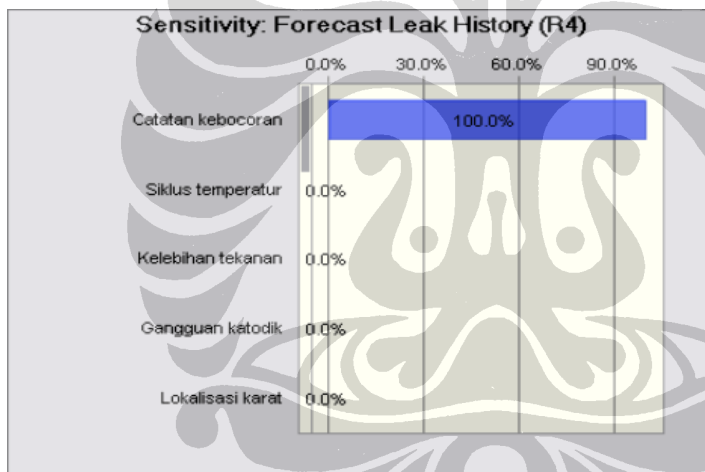 Sensitivity: Forecast Leak History (R4)
0.0% 30.0% 60.0% 90.0%
Catatan kebocoran 100.0%
Siklus temperatur 0.0%
Kelebihan tekanan 0.0%
Gangguan katodik 0.0%
Lokalisasi karat 0.0%